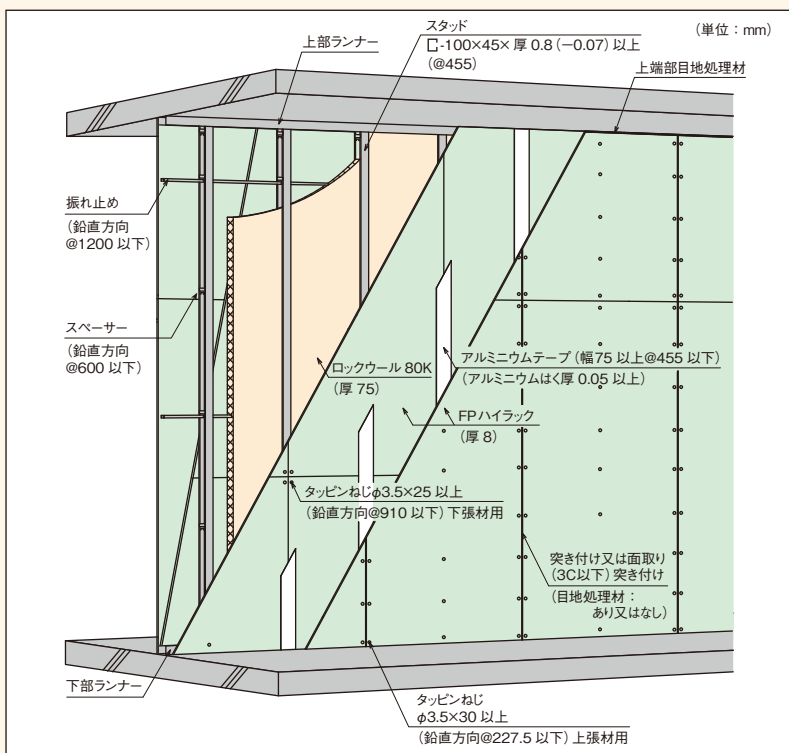 (単位：mm)
スタッド
-100×45×厚 0.8 (−0.07) 以上
(@455)
上部ランナー
上端部目地処理材
振れ止め
(鉛直方向
@1200 以下)
スペーサー
(鉛直方向
@600 以下)
ロックウール 80K
(厚 75)
アルミニウムテープ (幅75 以上@455 以下)
(アルミニウムはく厚 0.05 以上)
FP ハイラック
(厚 8)
タッピンねじφ3.5×25 以上
(鉛直方向@910 以下) 下張材用
突き付け又は面取り
(3C以下) 突き付け
(目地処理材：
あり又はなし)
下部ランナー
タッピンねじ
φ3.5×30 以上
(鉛直方向@227.5 以下) 上張材用